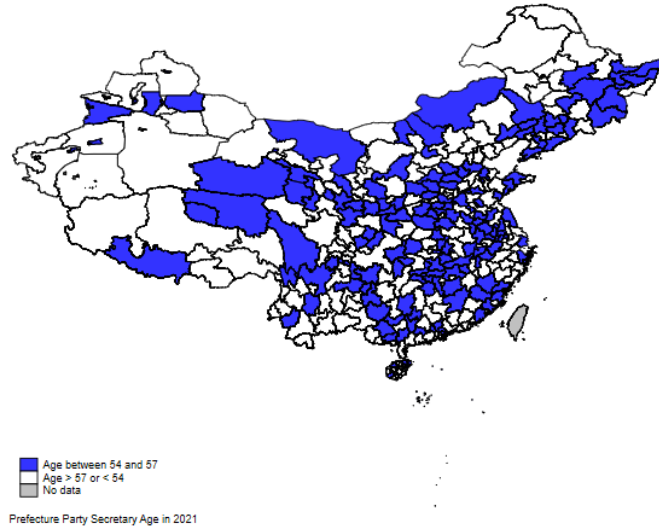 Age between 54 and 57
Age > 57 or < 54
No data
Prefecture Party Secretary Age in 2021